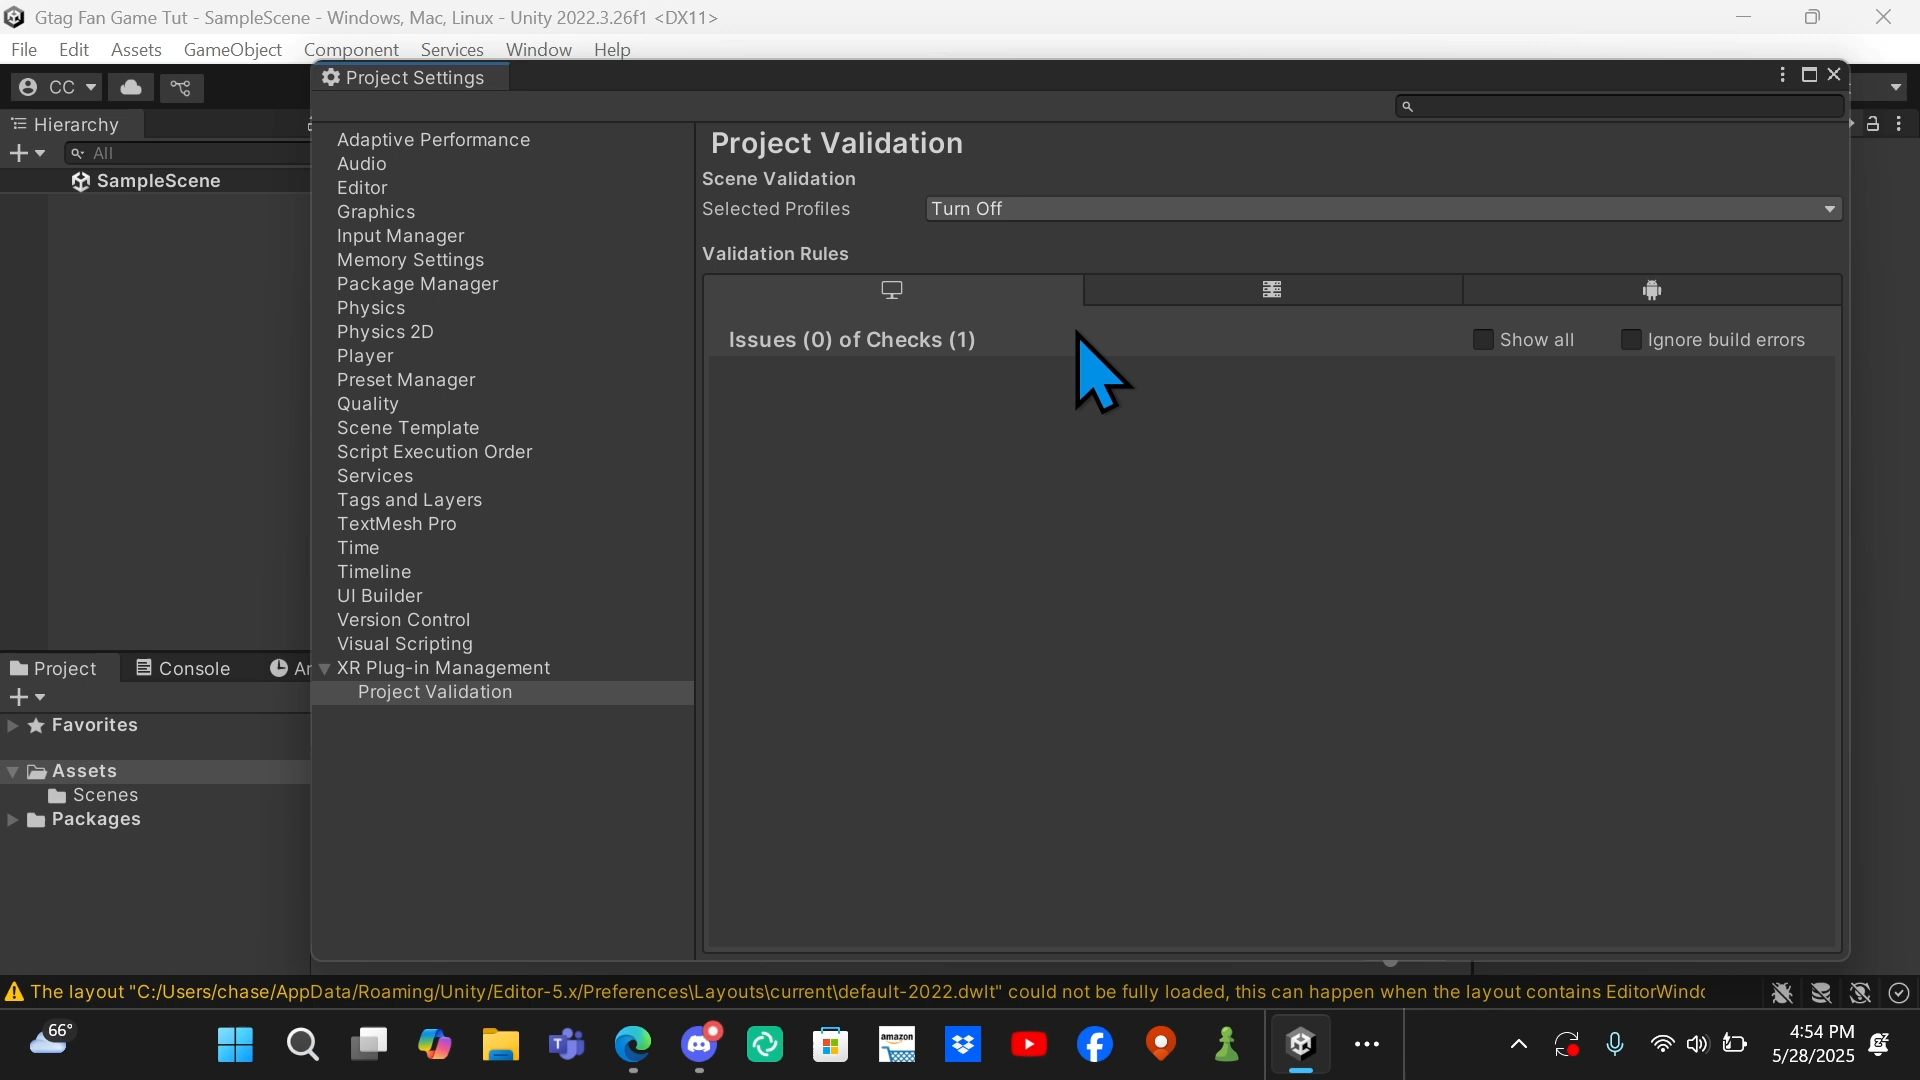 Gtag Fan Game Tut - SampleScene - Windows, Mac, Linux - Unity 2022.3.26f1 <DX11>
File Edit Assets GameObject Component Services Window Help
Project Settings
CC
Hierarchy
All
SampleScene
Adaptive Performance
Audio
Editor
Graphics
Input Manager
Memory Settings
Package Manager
Physics
Physics 2D
Player
Preset Manager
Quality
Scene Template
Script Execution Order
Services
Tags and Layers
TextMesh Pro
Time
Timeline
UI Builder
Version Control
Visual Scripting
XR Plug-in Management
Project Validation
Project Validation
Scene Validation
Selected Profiles Turn Off
Validation Rules
Issues (0) of Checks (1) Show all Ignore build errors
Project Console
Favorites
Assets
Scenes
Packages
The layout "C:/Users/chase/AppData/Roaming/Unity/Editor-5.x/Preferences\Layouts\current\default-2022.dwlt" could not be fully loaded, this can happen when the layout contains EditorWindo
66°
amazon
4:54 PM
5/28/2025